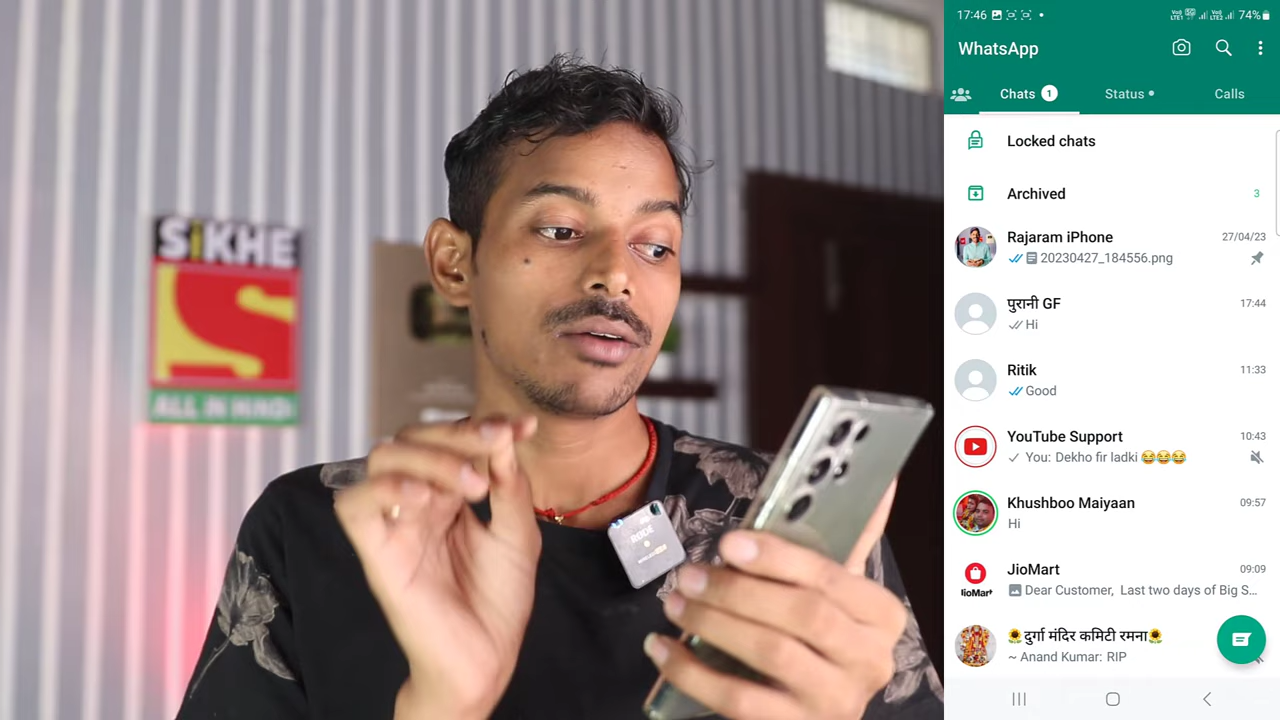 SiKHE
ALL IN HINDI
RODE
17:46
74%
WhatsApp
Chats 1
Status
Calls
Locked chats
Archived
3
Rajaram iPhone
27/04/23
20230427_184556.png
पुरानी GF
17:44
Hi
Ritik
11:33
Good
YouTube Support
10:43
You: Dekho fir ladki 😂😂😂
Khushboo Maiyaan
09:57
Hi
JioMart
09:09
JioMart
Dear Customer, Last two days of Big S...
🌻दुर्गा मंदिर कमिटी रमना🌻
~ Anand Kumar: RIP